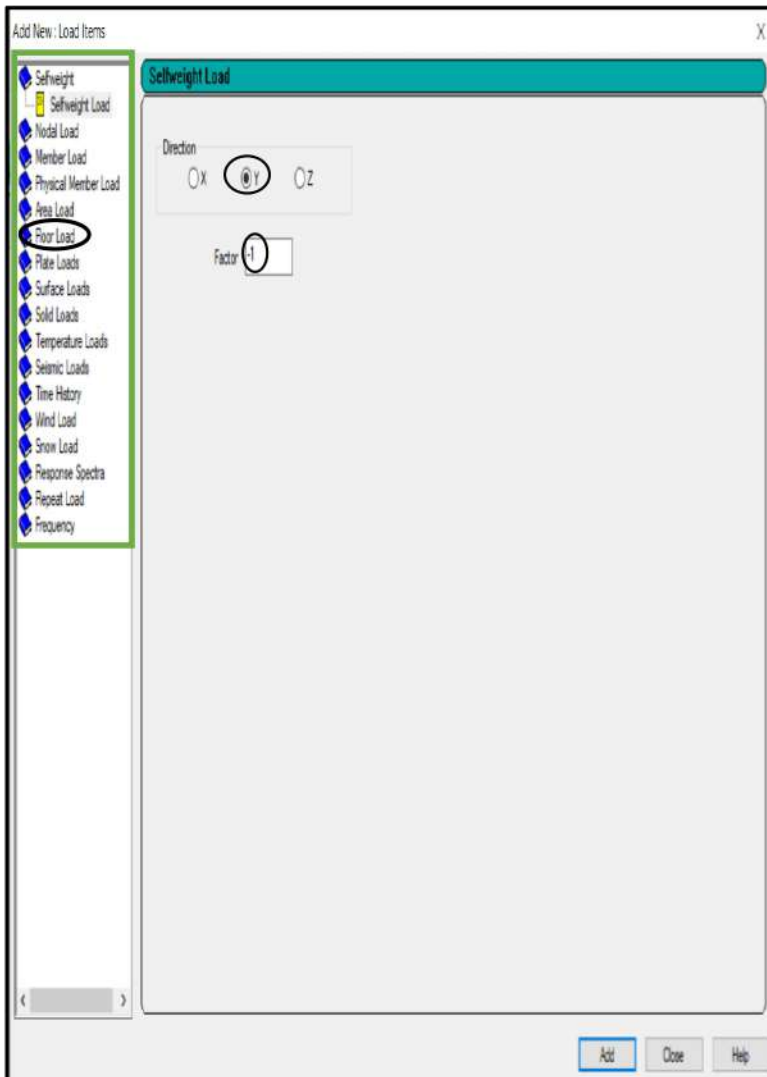 Add New : Load Items X
Selfweight
Selfweight Load
Nodal Load
Member Load
Physical Member Load
Area Load
Floor Load
Plate Loads
Surface Loads
Solid Loads
Temperature Loads
Seismic Loads
Time History
Wind Load
Snow Load
Response Spectra
Repeat Load
Frequency
Selfweight Load
Direction
X Y Z
Factor -1
Add Close Help